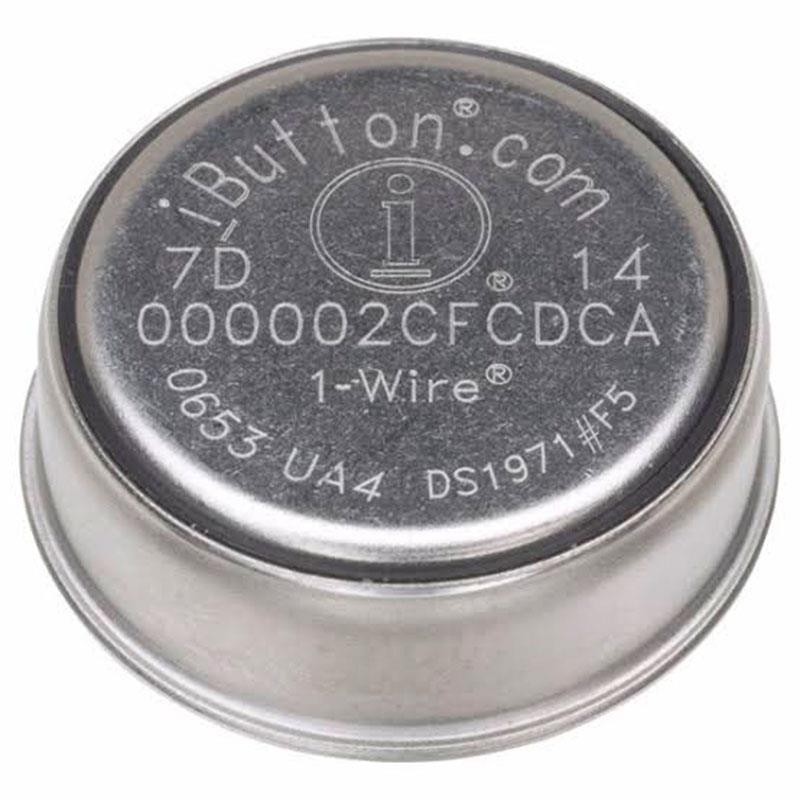 iButton®.com
i ®
7D 14
000002CFCDCA
1-Wire®
0653 UA4 DS1971#F5